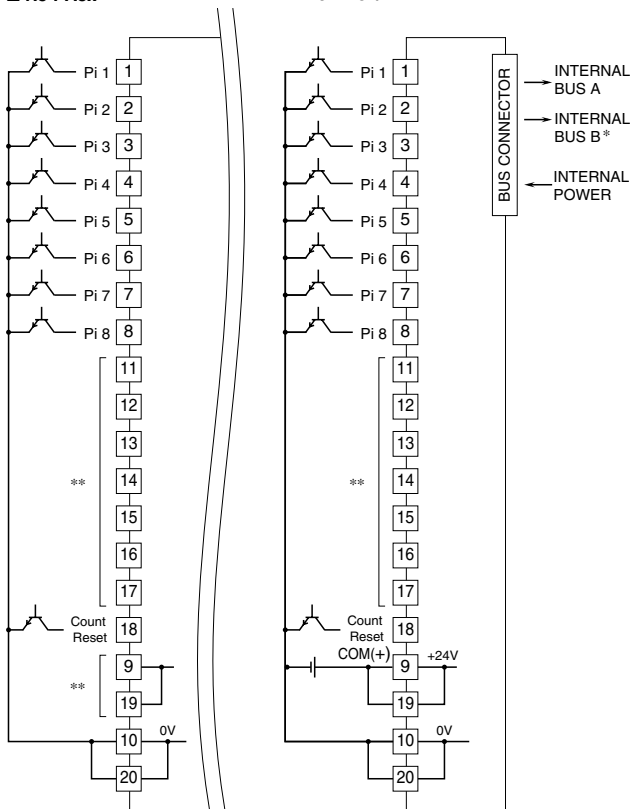 Pi 1 1
Pi 2 2
Pi 3 3
Pi 4 4
Pi 5 5
Pi 6 6
Pi 7 7
Pi 8 8
11
12
13
** 14
15
16
17
Count
Reset 18
9
**
19
10 0V
20
Pi 1 1
Pi 2 2
Pi 3 3
Pi 4 4
Pi 5 5
Pi 6 6
Pi 7 7
Pi 8 8
11
12
13
** 14
15
16
17
Count
Reset 18
COM(+) 9 +24V
19
10 0V
20
BUS CONNECTOR
INTERNAL
BUS A
INTERNAL
BUS B*
INTERNAL
POWER